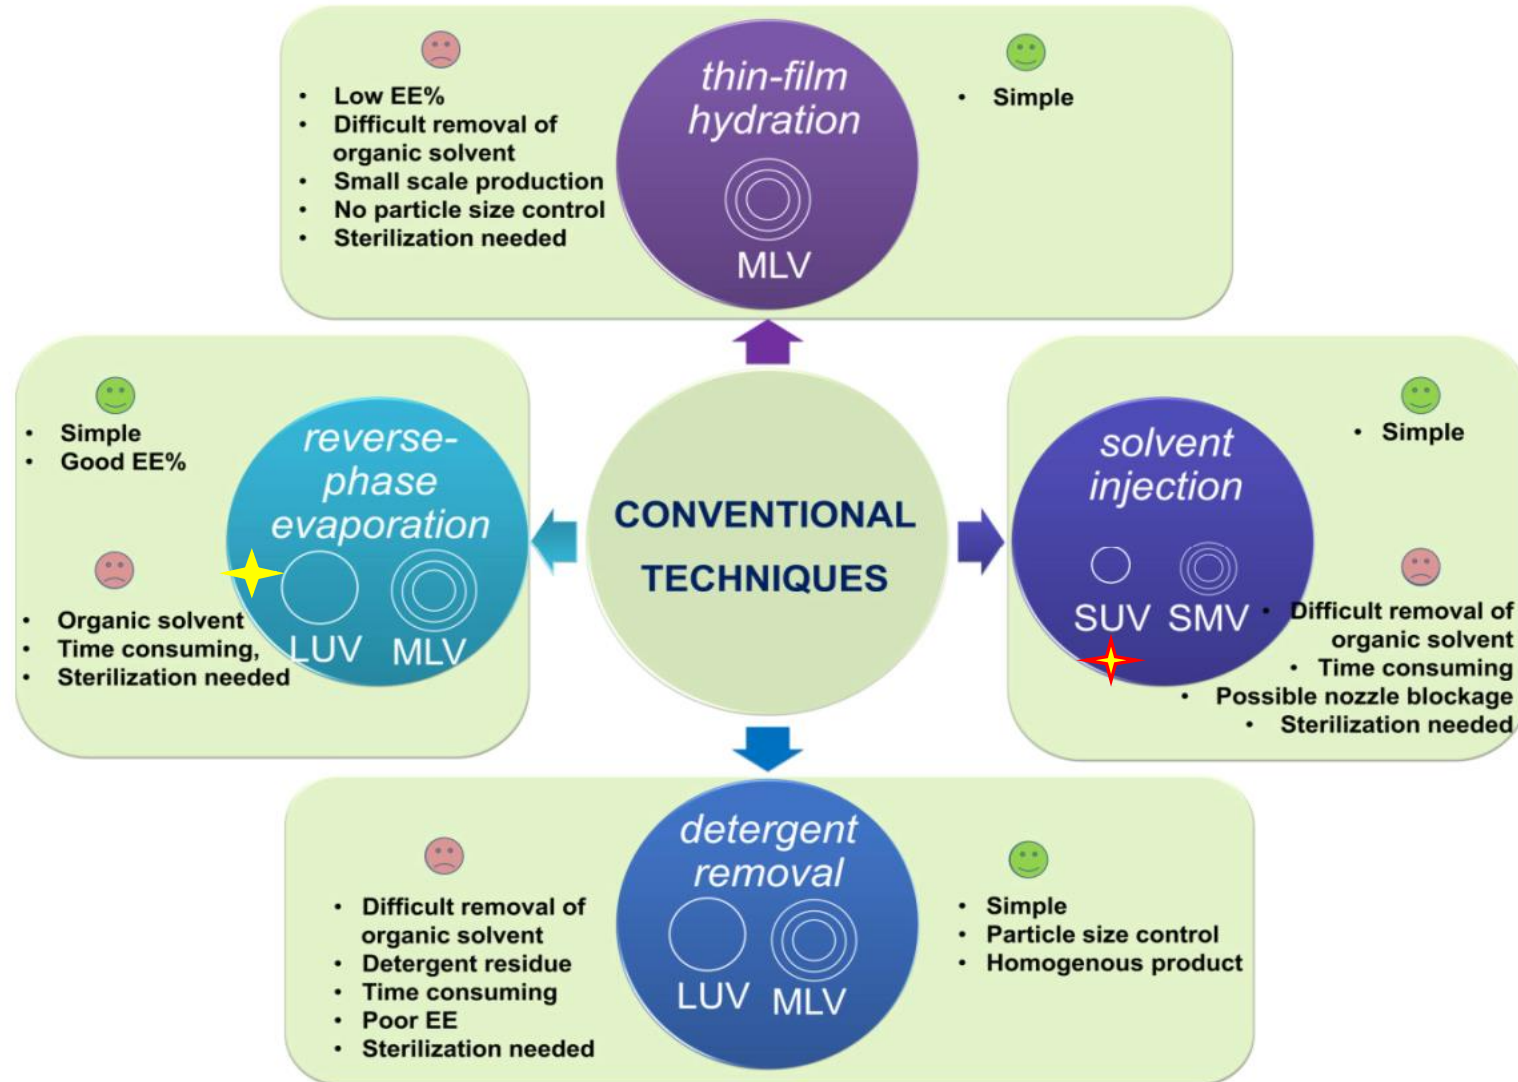 • Low EE%
• Difficult removal of
organic solvent
• Small scale production
• No particle size control
• Sterilization needed
thin-film
hydration
MLV
• Simple
• Simple
• Good EE%
• Organic solvent
• Time consuming,
• Sterilization needed
reverse-
phase
evaporation
LUV MLV
CONVENTIONAL
TECHNIQUES
solvent
injection
SUV SMV
• Simple
• Difficult removal of
organic solvent
• Time consuming
• Possible nozzle blockage
• Sterilization needed
• Difficult removal of
organic solvent
• Detergent residue
• Time consuming
• Poor EE
• Sterilization needed
detergent
removal
LUV MLV
• Simple
• Particle size control
• Homogenous product